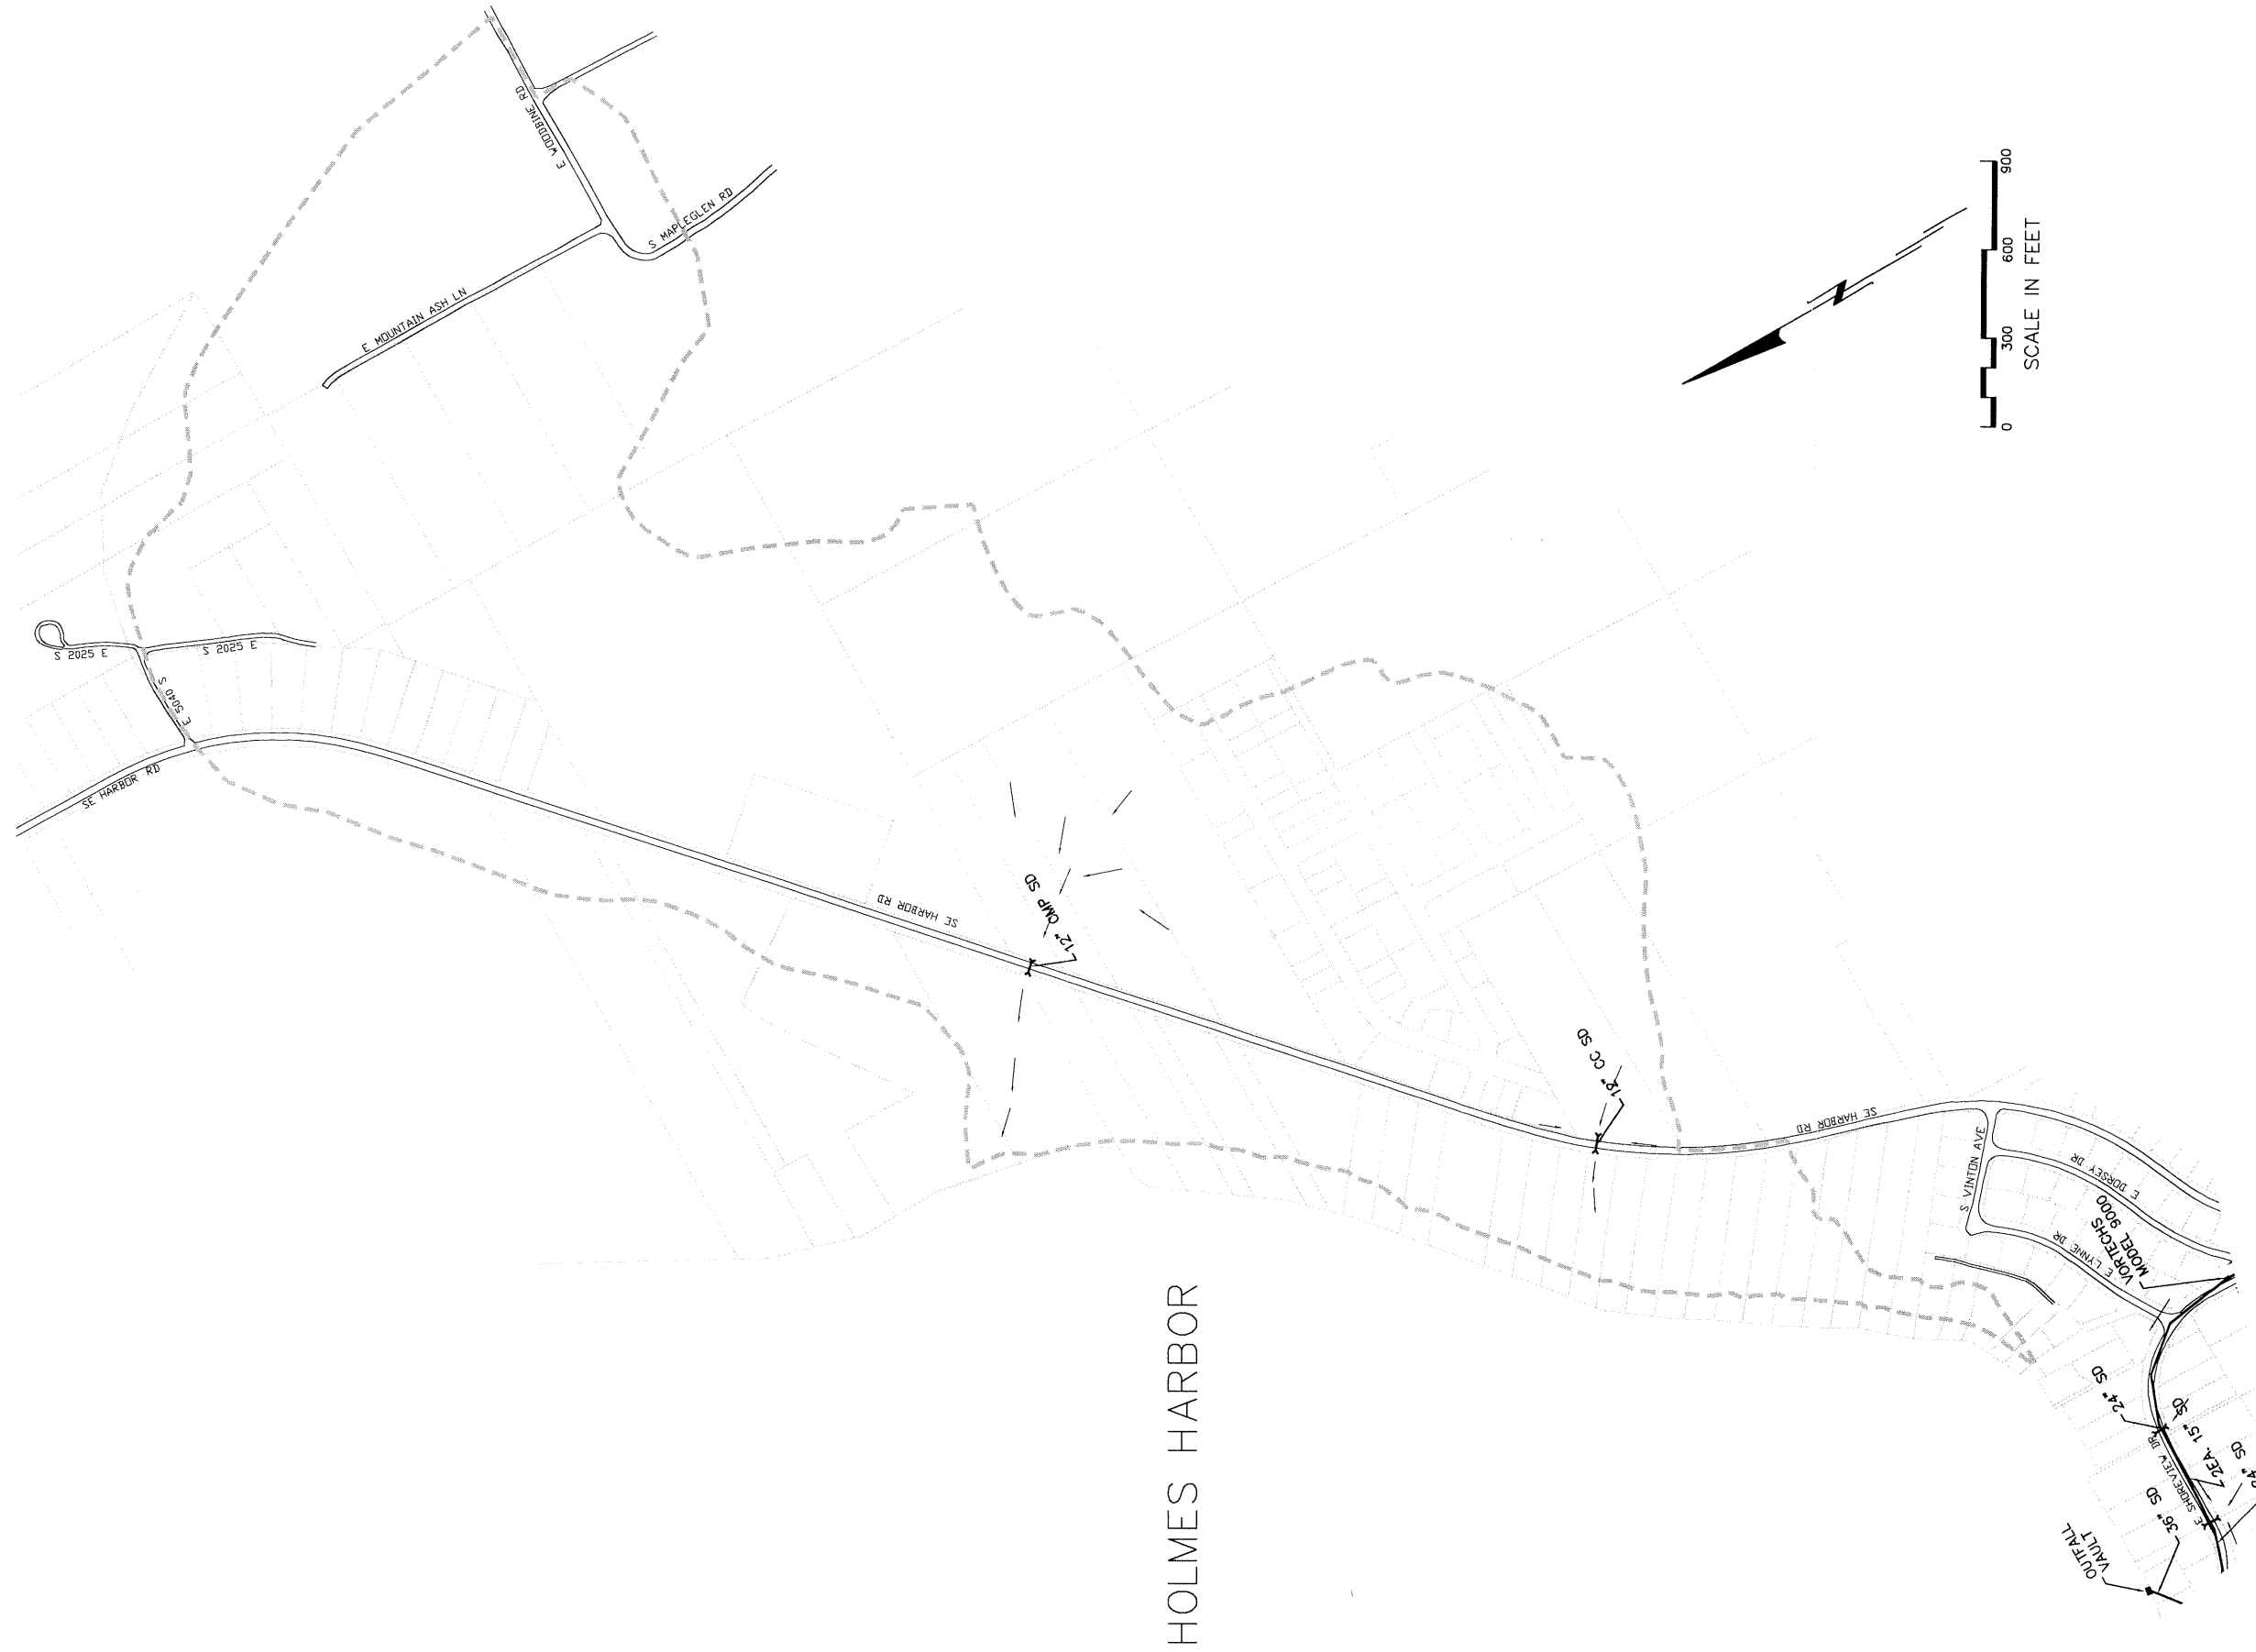 E WOODBINE RD
S MAPLEGLEN RD
E MOUNTAIN ASH LN
900
600
300
0
SCALE IN FEET
N
S 2025 E
S 2025 E
E 5040 S
SE HARBOR RD
SE HARBOR RD
12" CMP SD
12" CC SD
SE HARBOR RD
S VINTON AVE
E DORSEY DR
E LYNNE DR
VORTECHS
MODEL 9000
HOLMES HARBOR
24" SD
E SHOREVIEW DR
2EA. 15" SD
24" SD
36" SD
OUTFALL
VAULT